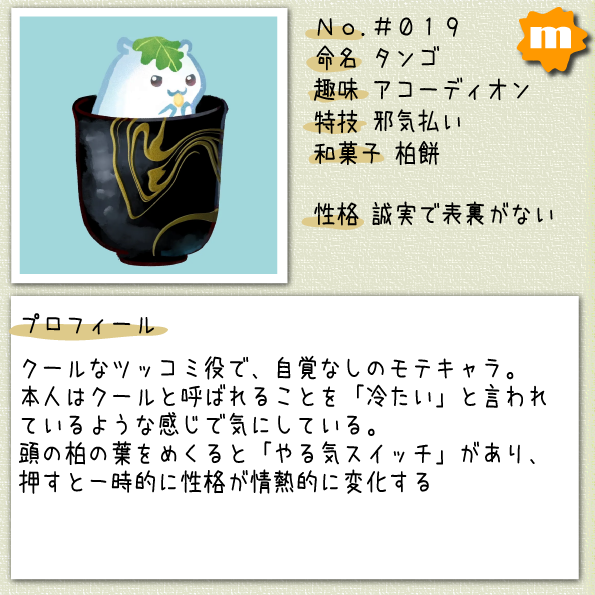 No.#019
m
命名 タンゴ
趣味 アコーディオン
特技 邪気払い
和菓子 柏餅
性格 誠実で表裏がない
プロフィール
クールなツッコミ役で、自覚なしのモテキャラ。
本人はクールと呼ばれることを「冷たい」と言われ
ているような感じで気にしている。
頭の柏の葉をめくると「やる気スイッチ」があり、
押すと一時的に性格が情熱的に変化する